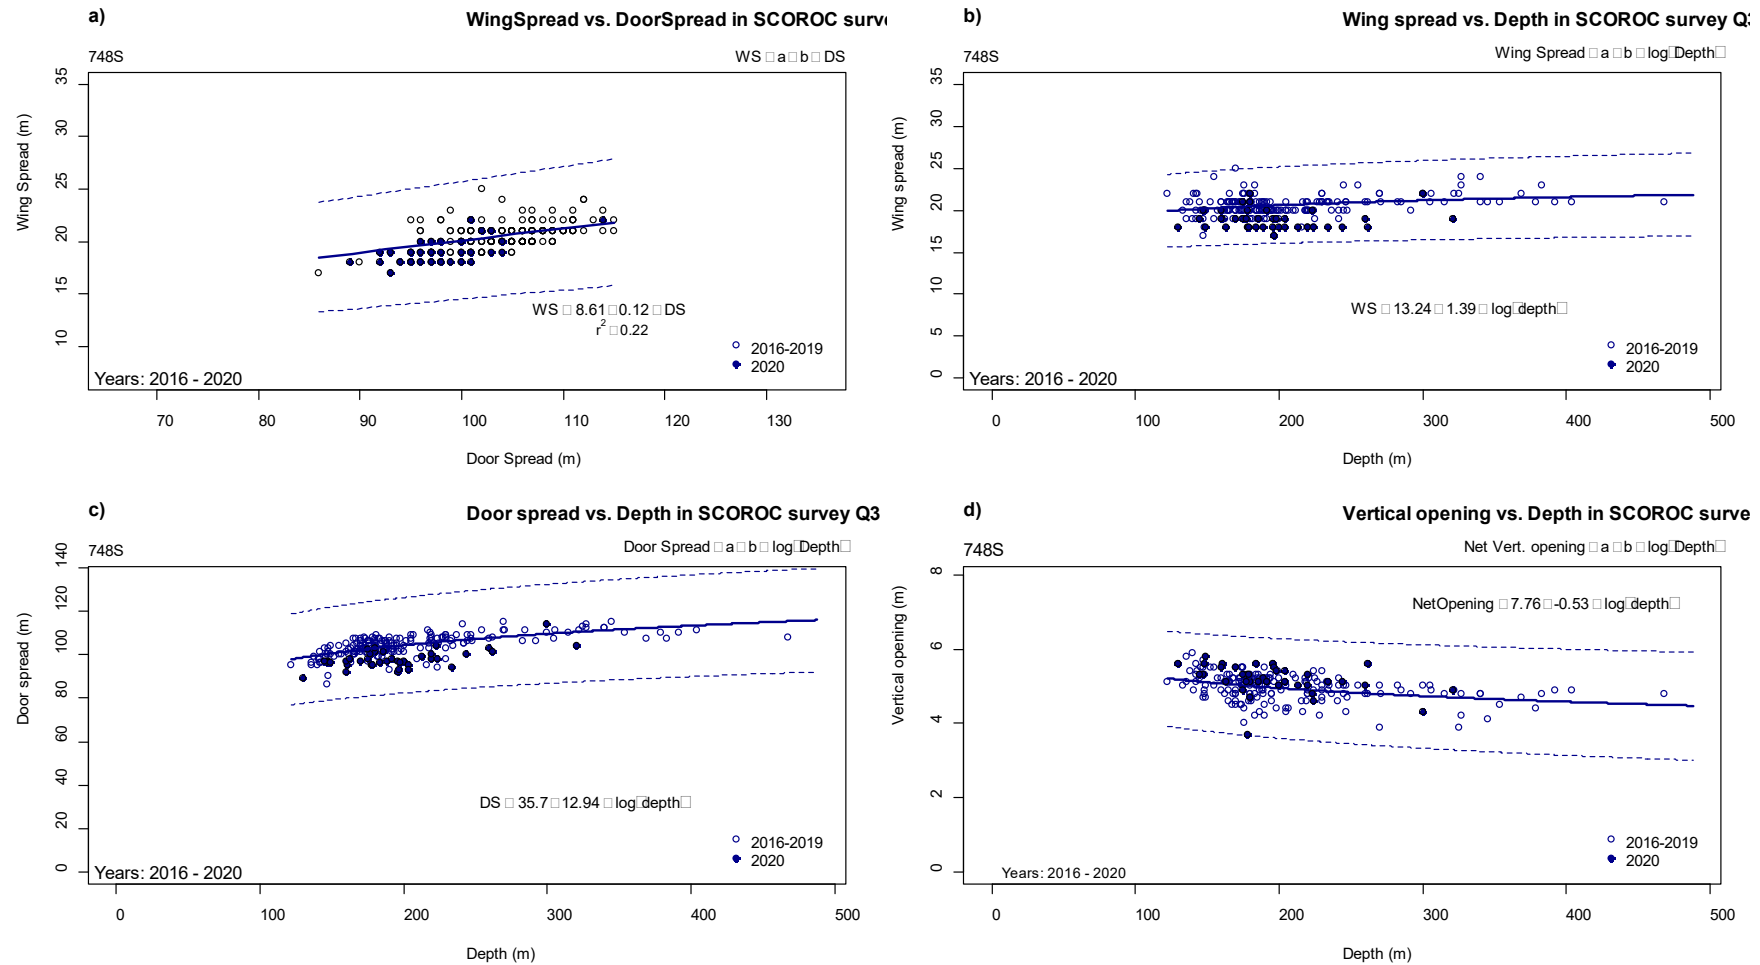 a)
WingSpread vs. DoorSpread in SCOROC surve
748S
WS □ a □ b □ DS
Wing Spread (m)
35
30
25
20
15
10
WS □ 8.61 □ 0.12 □ DS
r2 □ 0.22
2016-2019
2020
Years: 2016 - 2020
70 80 90 100 110 120 130
Door Spread (m)
b)
Wing spread vs. Depth in SCOROC survey Q3
748S
Wing Spread □ a □ b □ log□Depth□
Wing spread (m)
35
30
25
20
15
10
5
0
WS □ 13.24 □ 1.39 □ log□depth□
2016-2019
2020
Years: 2016 - 2020
0 100 200 300 400 500
Depth (m)
c)
Door spread vs. Depth in SCOROC survey Q3
748S
Door Spread □ a □ b □ log□Depth□
Door spread (m)
140
120
100
80
60
40
20
0
DS □ 35.7 □ 12.94 □ log□depth□
2016-2019
2020
Years: 2016 - 2020
0 100 200 300 400 500
Depth (m)
d)
Vertical opening vs. Depth in SCOROC surve
748S
Net Vert. opening □ a □ b □ log□Depth□
Vertical opening (m)
8
6
4
2
0
NetOpening □ 7.76 □ -0.53 □ log□depth□
2016-2019
2020
Years: 2016 - 2020
0 100 200 300 400 500
Depth (m)